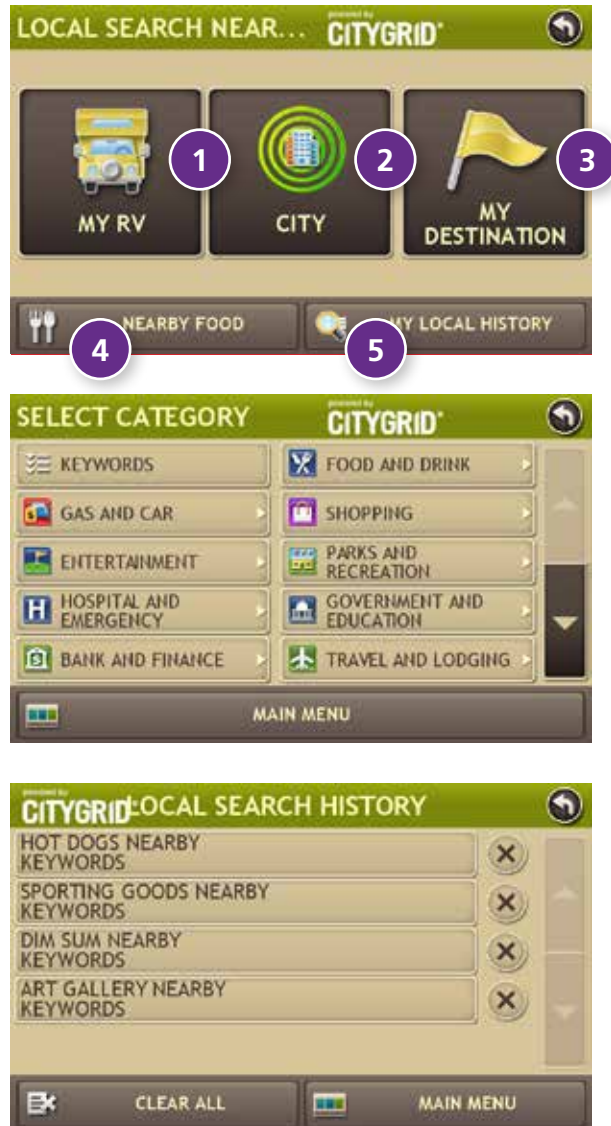 LOCAL SEARCH NEAR... powered by CITYGRID
1
2
3
MY RV
CITY
MY
DESTINATION
NEARBY FOOD
MY LOCAL HISTORY
4
5
SELECT CATEGORY powered by CITYGRID
KEYWORDS
FOOD AND DRINK
GAS AND CAR
SHOPPING
ENTERTAINMENT
PARKS AND
RECREATION
HOSPITAL AND
EMERGENCY
GOVERNMENT AND
EDUCATION
BANK AND FINANCE
TRAVEL AND LODGING
MAIN MENU
powered by
CITYGRID LOCAL SEARCH HISTORY
HOT DOGS NEARBY
KEYWORDS
SPORTING GOODS NEARBY
KEYWORDS
DIM SUM NEARBY
KEYWORDS
ART GALLERY NEARBY
KEYWORDS
CLEAR ALL
MAIN MENU